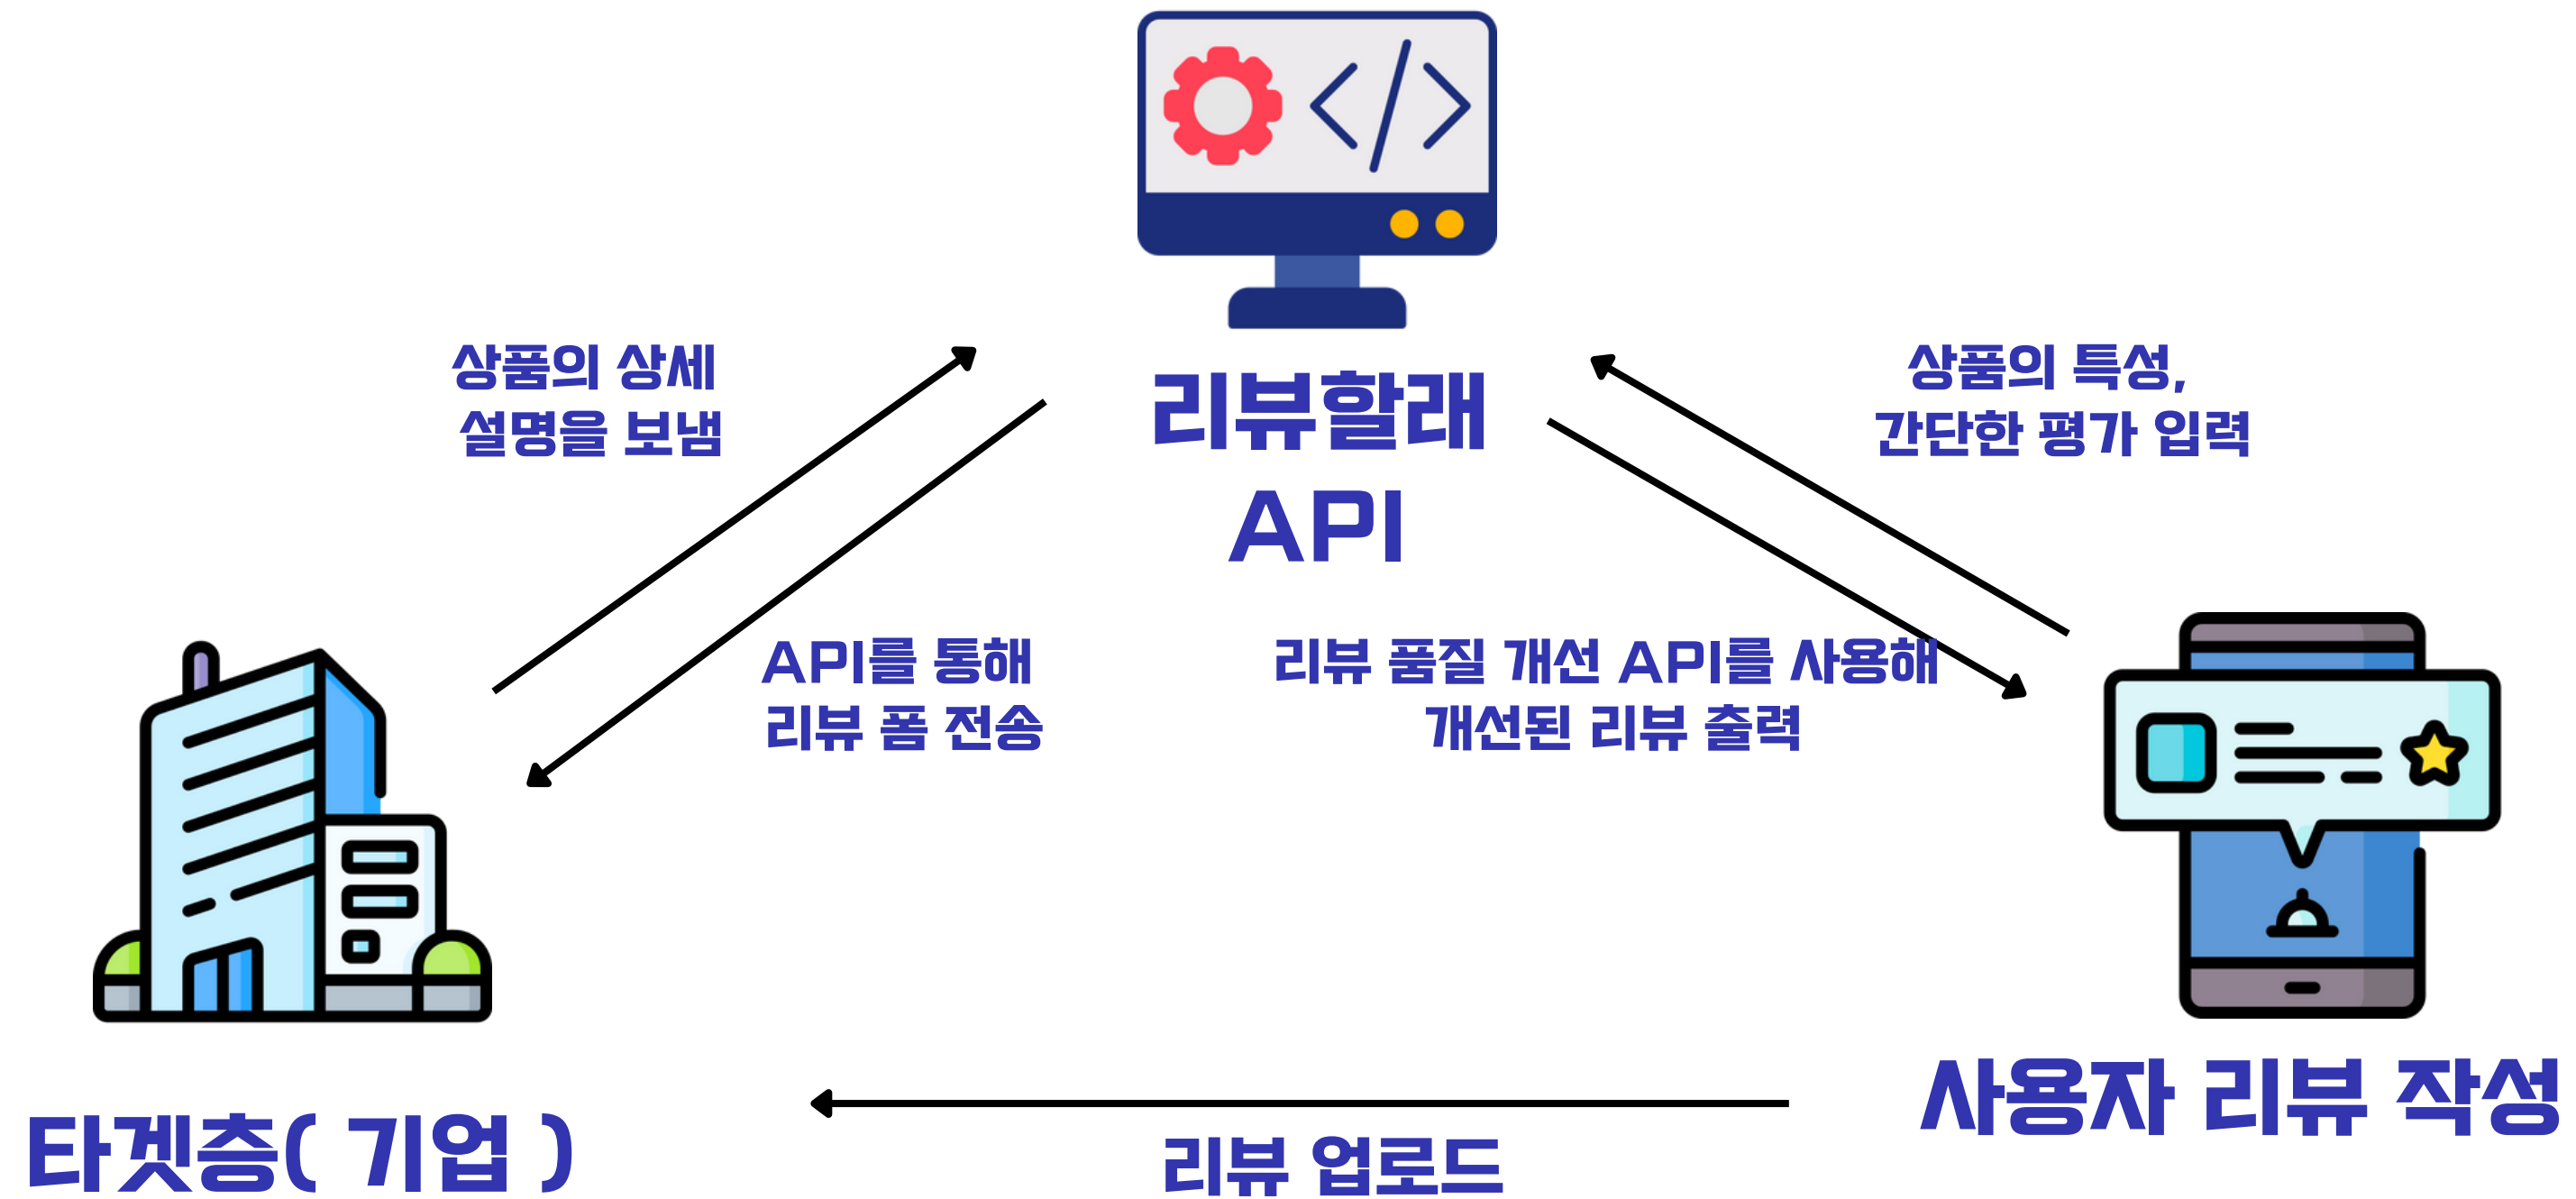 상품의 상세
설명을 보냄
리뷰할래
API
상품의 특성,
간단한 평가 입력
API를 통해
리뷰 폼 전송
리뷰 품질 개선 API를 사용해
개선된 리뷰 출력
타겟층( 기업 )
리뷰 업로드
사용자 리뷰 작성